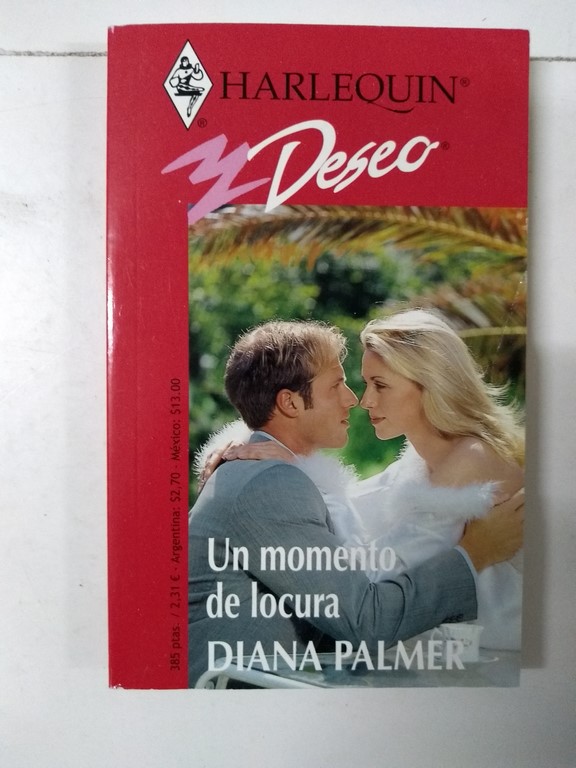 HARLEQUIN®
®
Deseo®
385 ptas. / 2,31 € · Argentina: $2,70 · México: $13.00
Un momento
de locura
DIANA PALMER